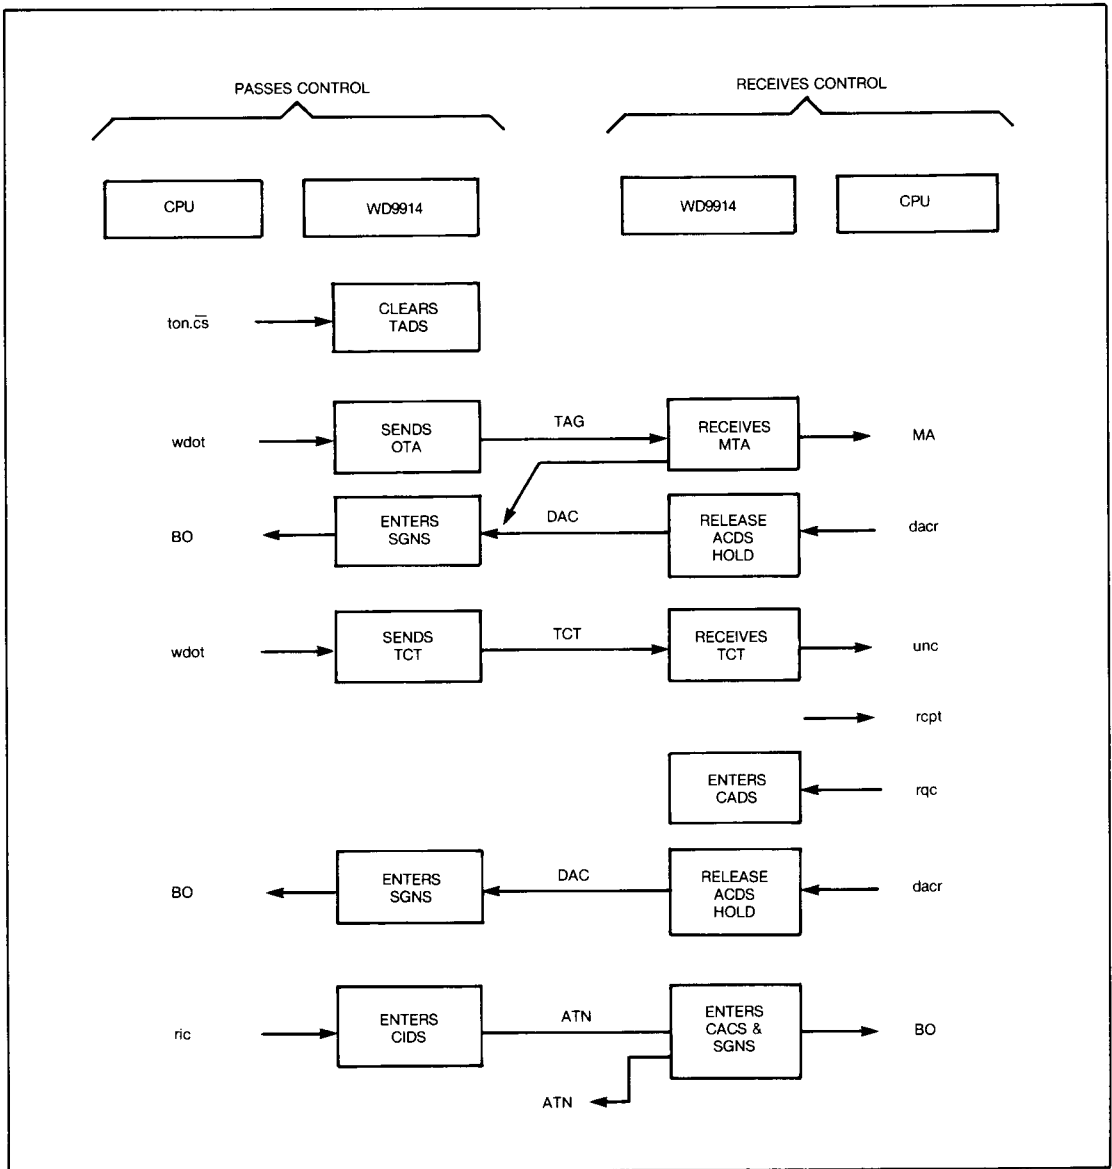 PASSES CONTROL
RECEIVES CONTROL
CPU
WD9914
WD9914
CPU
ton.c̅s̅
CLEARS
TADS
wdot
SENDS
OTA
TAG
RECEIVES
MTA
MA
BO
ENTERS
SGNS
DAC
RELEASE
ACDS
HOLD
dacr
wdot
SENDS
TCT
TCT
RECEIVES
TCT
unc
rcpt
ENTERS
CADS
rqc
BO
ENTERS
SGNS
DAC
RELEASE
ACDS
HOLD
dacr
ric
ENTERS
CIDS
ATN
ENTERS
CACS &
SGNS
BO
ATN